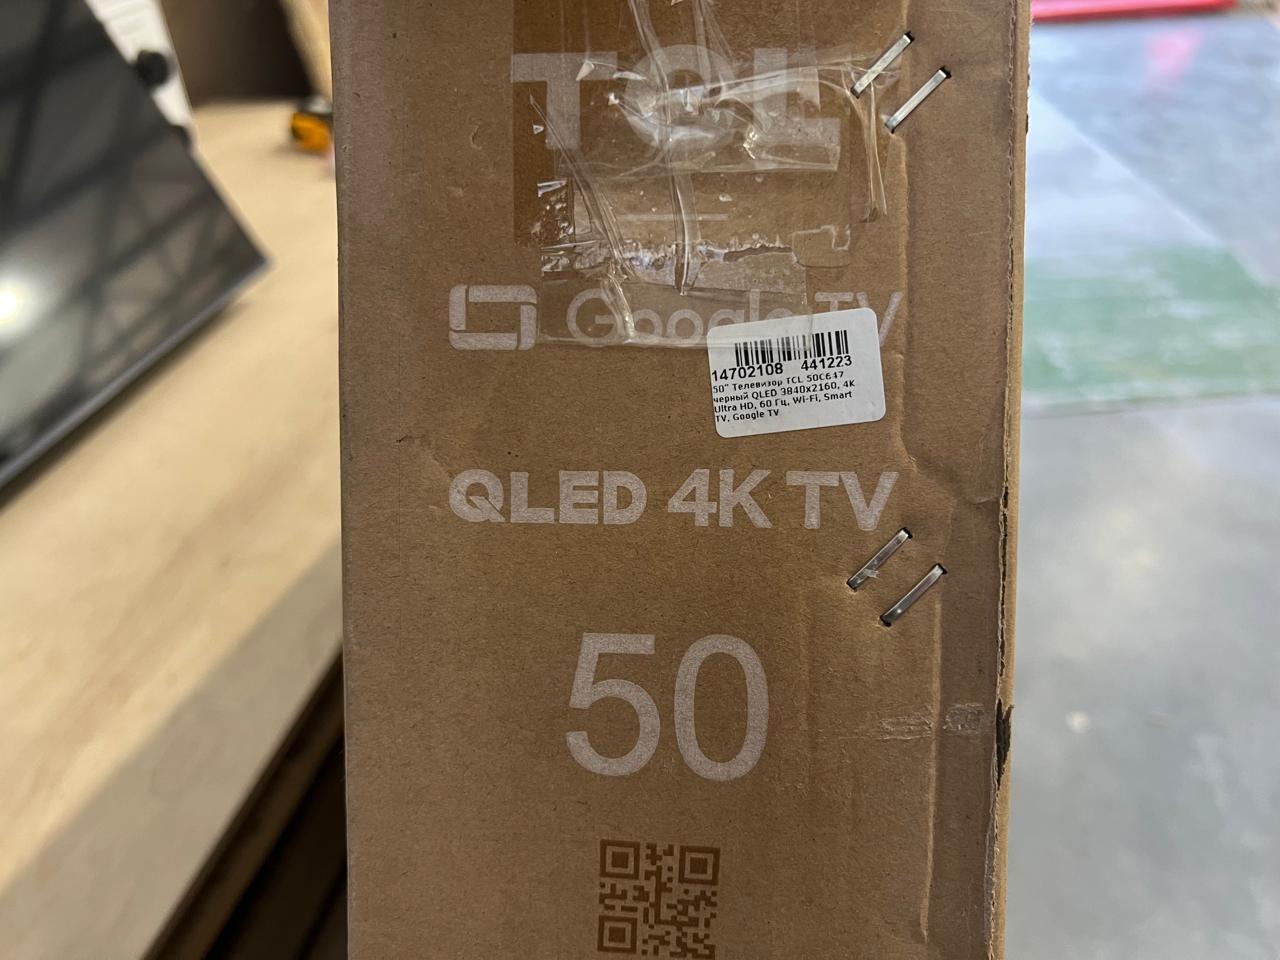 TCL
Google TV
14702108 441223
50" Телевизор TCL 50C647
черный QLED 3840x2160, 4K
Ultra HD, 60 Гц, Wi-Fi, Smart
TV, Google TV
QLED 4K TV
50